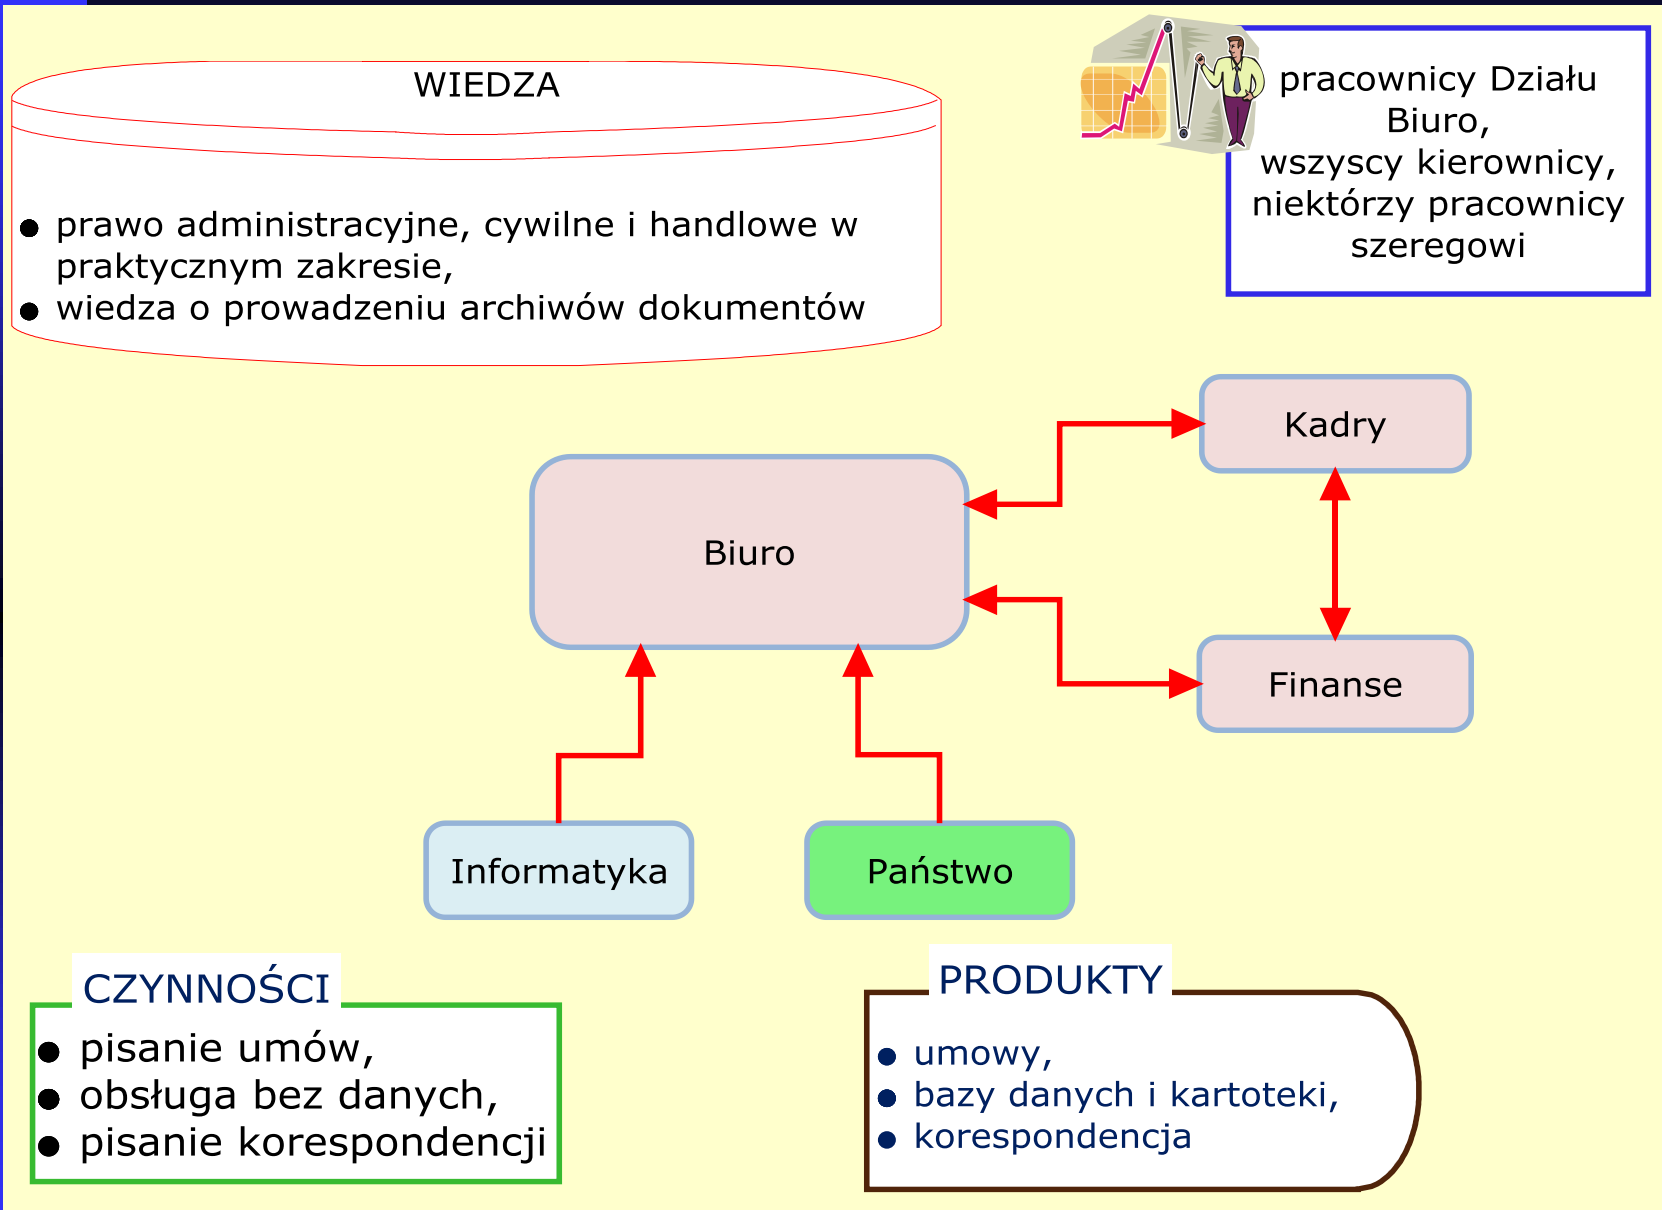 WIEDZA
● prawo administracyjne, cywilne i handlowe w
praktycznym zakresie,
● wiedza o prowadzeniu archiwów dokumentów
pracownicy Działu
Biuro,
wszyscy kierownicy,
niektórzy pracownicy
szeregowi
Kadry
Biuro
Finanse
Informatyka
Państwo
CZYNNOŚCI
● pisanie umów,
● obsługa bez danych,
● pisanie korespondencji
PRODUKTY
● umowy,
● bazy danych i kartoteki,
● korespondencja